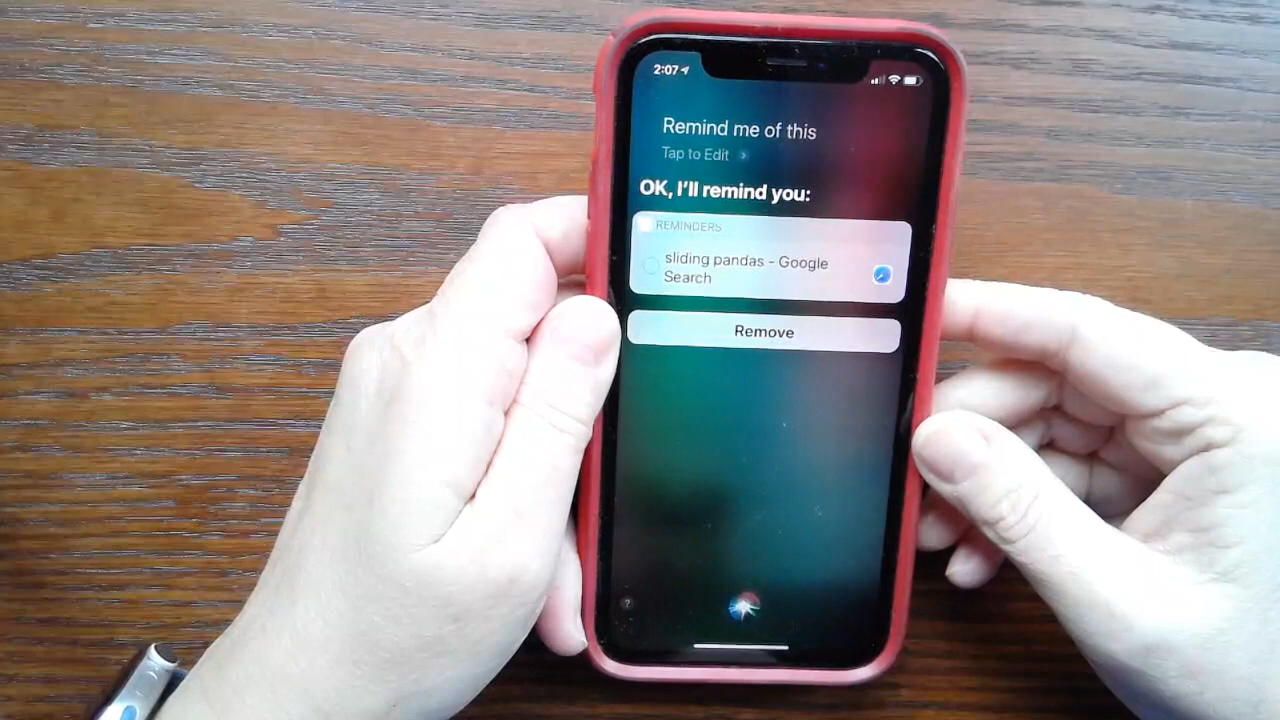 2:07
Remind me of this
Tap to Edit
OK, I'll remind you:
REMINDERS
sliding pandas - Google
Search
Remove
?